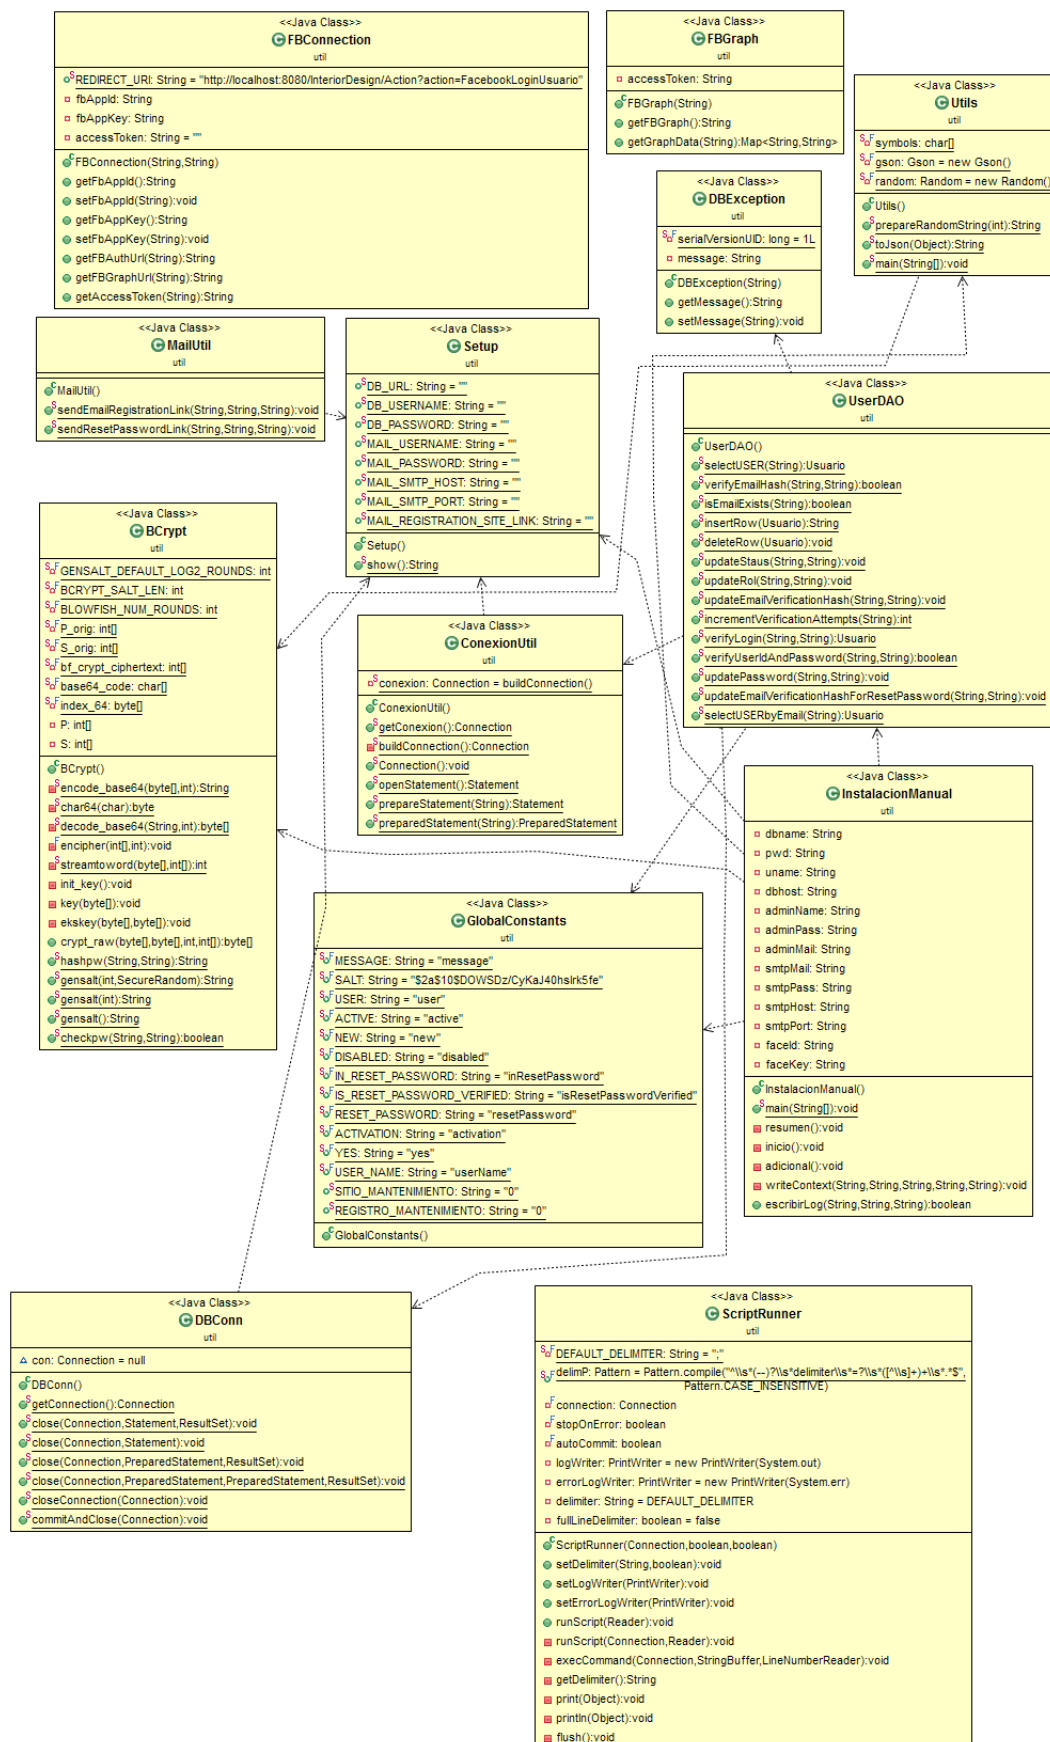 <<Java Class>>
FBConnection
util
REDIRECT_URI: String = "http://localhost:8080/InteriorDesign/Action?action=FacebookLoginUsuario"
fbAppId: String
fbAppKey: String
accessToken: String = ""
FBConnection(String,String)
getFbAppId():String
setFbAppId(String):void
getFbAppKey():String
setFbAppKey(String):void
getFBAuthUrl(String):String
getFBGraphUrl(String):String
getAccessToken(String):String
<<Java Class>>
FBGraph
util
accessToken: String
FBGraph(String)
getFBGraph():String
getGraphData(String):Map<String,String>
<<Java Class>>
Utils
util
symbols: char[]
gson: Gson = new Gson()
random: Random = new Random()
Utils()
prepareRandomString(int):String
toJson(Object):String
main(String[]):void
<<Java Class>>
DBException
util
serialVersionUID: long = 1L
message: String
DBException(String)
getMessage():String
setMessage(String):void
<<Java Class>>
MailUtil
util
MailUtil()
sendEmailRegistrationLink(String,String,String):void
sendResetPasswordLink(String,String,String):void
<<Java Class>>
Setup
util
DB_URL: String = ""
DB_USERNAME: String = ""
DB_PASSWORD: String = ""
MAIL_USERNAME: String = ""
MAIL_PASSWORD: String = ""
MAIL_SMTP_HOST: String = ""
MAIL_SMTP_PORT: String = ""
MAIL_REGISTRATION_SITE_LINK: String = ""
Setup()
show():String
<<Java Class>>
UserDAO
util
UserDAO()
selectUSER(String):Usuario
verifyEmailHash(String,String):boolean
isEmailExists(String):boolean
insertRow(Usuario):String
deleteRow(Usuario):void
updateStaus(String,String):void
updateRol(String,String):void
updateEmailVerificationHash(String,String):void
incrementVerificationAttempts(String):int
verifyLogin(String,String):Usuario
verifyUserIdAndPassword(String,String):boolean
updatePassword(String,String):void
updateEmailVerificationHashForResetPassword(String,String):void
selectUSERbyEmail(String):Usuario
<<Java Class>>
BCrypt
util
GENSALT_DEFAULT_LOG2_ROUNDS: int
BCRYPT_SALT_LEN: int
BLOWFISH_NUM_ROUNDS: int
P_orig: int[]
S_orig: int[]
bf_crypt_ciphertext: int[]
base64_code: char[]
index_64: byte[]
P: int[]
S: int[]
BCrypt()
encode_base64(byte[],int):String
char64(char):byte
decode_base64(String,int):byte[]
encipher(int[],int):void
streamtoword(byte[],int[]):int
init_key():void
key(byte[]):void
ekskey(byte[],byte[]):void
crypt_raw(byte[],byte[],int,int[]):byte[]
hashpw(String,String):String
gensalt(int,SecureRandom):String
gensalt(int):String
gensalt():String
checkpw(String,String):boolean
<<Java Class>>
ConexionUtil
util
conexion: Connection = buildConnection()
ConexionUtil()
getConexion():Connection
buildConnection():Connection
Connection():void
openStatement():Statement
prepareStatement(String):Statement
preparedStatement(String):PreparedStatement
<<Java Class>>
InstalacionManual
util
dbname: String
pwd: String
uname: String
dbhost: String
adminName: String
adminPass: String
adminMail: String
smtpMail: String
smtpPass: String
smtpHost: String
smtpPort: String
faceId: String
faceKey: String
InstalacionManual()
main(String[]):void
resumen():void
inicio():void
adicional():void
writeContext(String,String,String,String,String):void
escribirLog(String,String,String):boolean
<<Java Class>>
GlobalConstants
util
MESSAGE: String = "message"
SALT: String = "$2a$10$DOWSDz/CyKaJ40hslrk5fe"
USER: String = "user"
ACTIVE: String = "active"
NEW: String = "new"
DISABLED: String = "disabled"
IN_RESET_PASSWORD: String = "inResetPassword"
IS_RESET_PASSWORD_VERIFIED: String = "isResetPasswordVerified"
RESET_PASSWORD: String = "resetPassword"
ACTIVATION: String = "activation"
YES: String = "yes"
USER_NAME: String = "userName"
SITIO_MANTENIMIENTO: String = "0"
REGISTRO_MANTENIMIENTO: String = "0"
GlobalConstants()
<<Java Class>>
DBConn
util
con: Connection = null
DBConn()
getConnection():Connection
close(Connection,Statement,ResultSet):void
close(Connection,Statement):void
close(Connection,PreparedStatement,ResultSet):void
close(Connection,PreparedStatement,PreparedStatement,ResultSet):void
closeConnection(Connection):void
commitAndClose(Connection):void
<<Java Class>>
ScriptRunner
util
DEFAULT_DELIMITER: String = ";"
delimP: Pattern = Pattern.compile("^\\s*(--)?\\s*delimiter\\s*=?\\s*([^\\s]+)+\\s*.*$",
Pattern.CASE_INSENSITIVE)
connection: Connection
stopOnError: boolean
autoCommit: boolean
logWriter: PrintWriter = new PrintWriter(System.out)
errorLogWriter: PrintWriter = new PrintWriter(System.err)
delimiter: String = DEFAULT_DELIMITER
fullLineDelimiter: boolean = false
ScriptRunner(Connection,boolean,boolean)
setDelimiter(String,boolean):void
setLogWriter(PrintWriter):void
setErrorLogWriter(PrintWriter):void
runScript(Reader):void
runScript(Connection,Reader):void
execCommand(Connection,StringBuffer,LineNumberReader):void
getDelimiter():String
print(Object):void
println(Object):void
flush():void